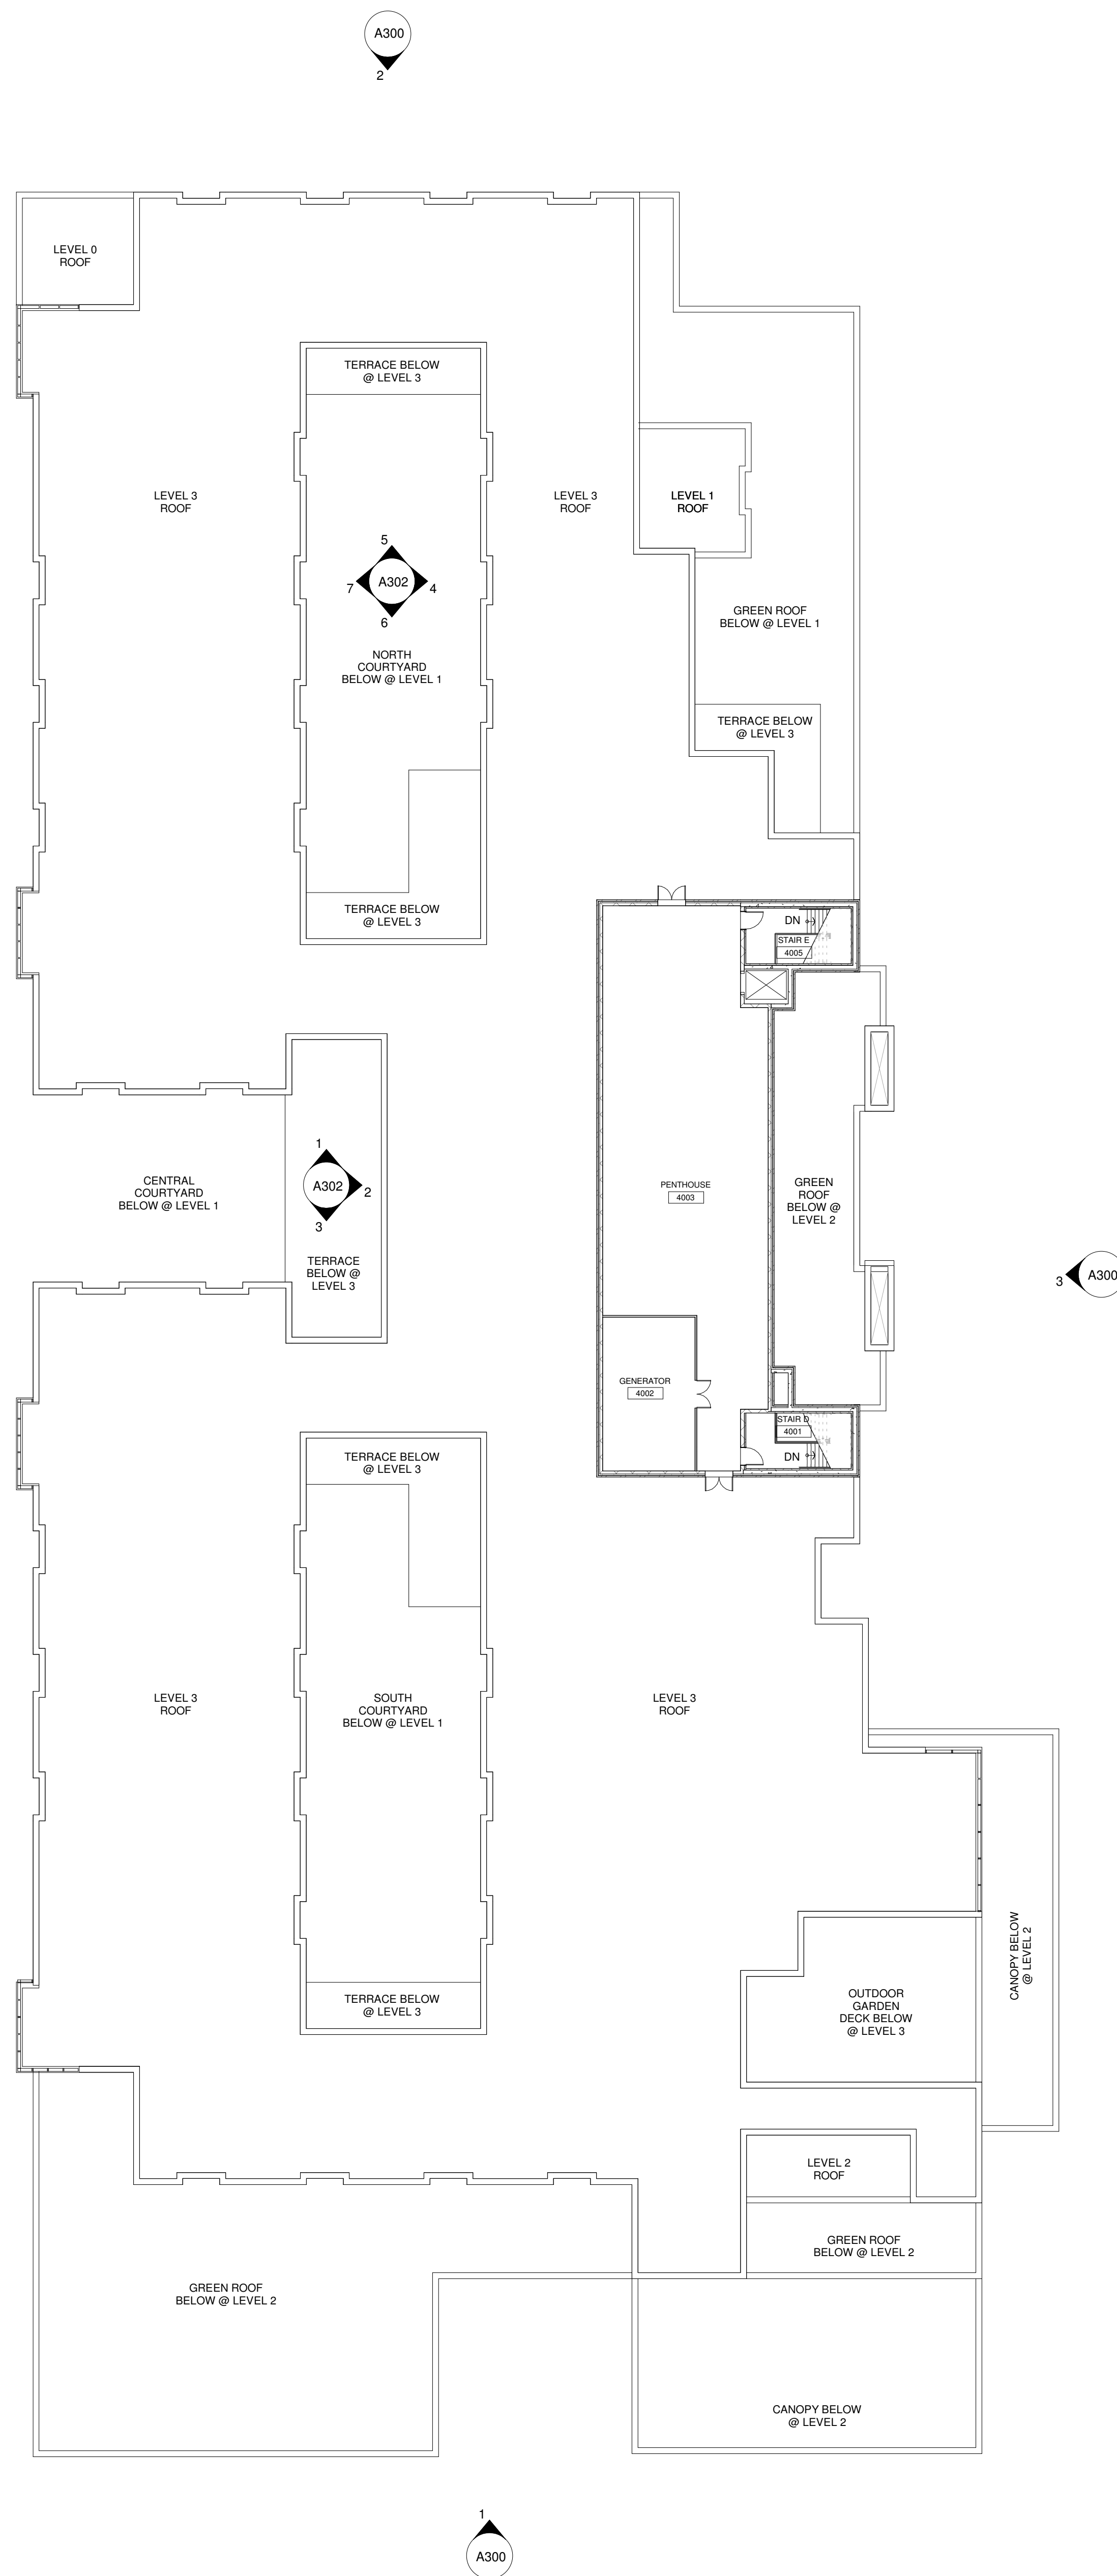 A300
2
LEVEL 0
ROOF
TERRACE BELOW
@ LEVEL 3
LEVEL 3
ROOF
LEVEL 3
ROOF
LEVEL 1
ROOF
5
7
A302
4
6
GREEN ROOF
BELOW @ LEVEL 1
NORTH
COURTYARD
BELOW @ LEVEL 1
TERRACE BELOW
@ LEVEL 3
TERRACE BELOW
@ LEVEL 3
DN
STAIR E
4005
1
A302
2
3
CENTRAL
COURTYARD
BELOW @ LEVEL 1
PENTHOUSE
4003
GREEN
ROOF
BELOW @
LEVEL 2
TERRACE
BELOW @
LEVEL 3
3
A300
GENERATOR
4002
STAIR D
4001
DN
TERRACE BELOW
@ LEVEL 3
LEVEL 3
ROOF
SOUTH
COURTYARD
BELOW @ LEVEL 1
LEVEL 3
ROOF
CANOPY BELOW
@ LEVEL 2
TERRACE BELOW
@ LEVEL 3
OUTDOOR
GARDEN
DECK BELOW
@ LEVEL 3
LEVEL 2
ROOF
GREEN ROOF
BELOW @ LEVEL 2
GREEN ROOF
BELOW @ LEVEL 2
CANOPY BELOW
@ LEVEL 2
1
A300